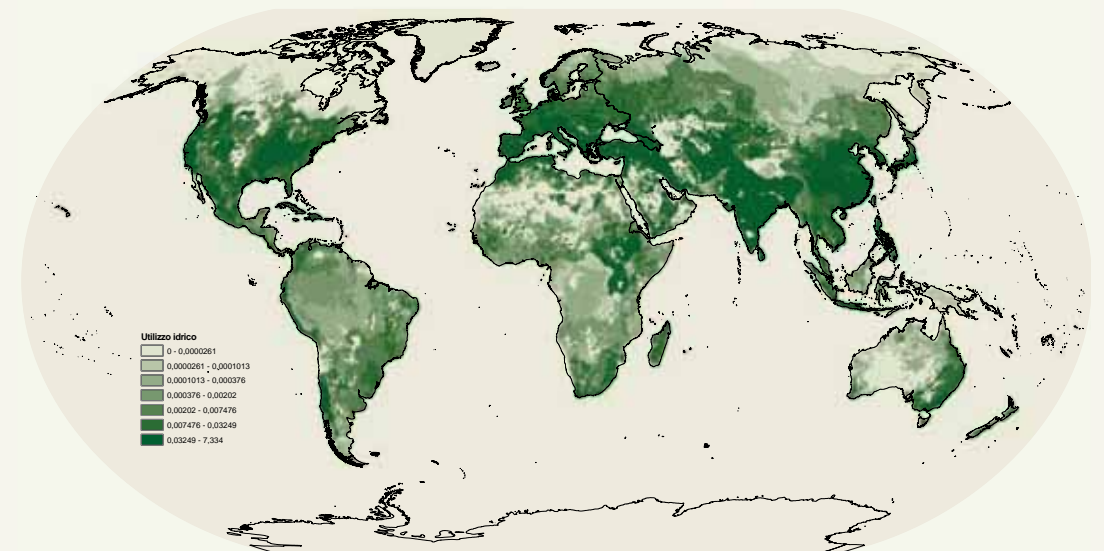 Utilizzo idrico
0 - 0,0000261
0,0000261 - 0,0001013
0,0001013 - 0,000376
0,000376 - 0,00202
0,00202 - 0,007476
0,007476 - 0,03249
0,03249 - 7,334